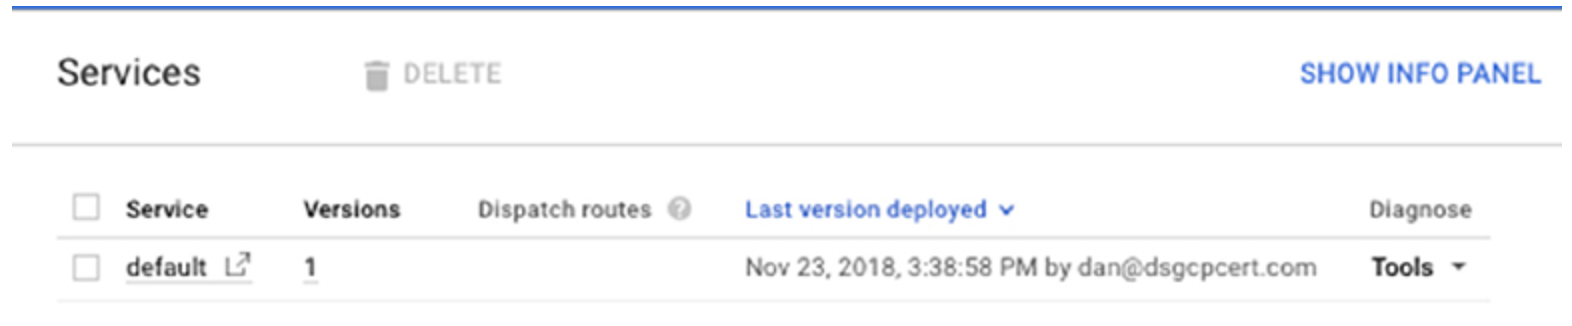 Services DELETE SHOW INFO PANEL
Service Versions Dispatch routes ? Last version deployed Diagnose
default 1 Nov 23, 2018, 3:38:58 PM by dan@dsgcpcert.com Tools